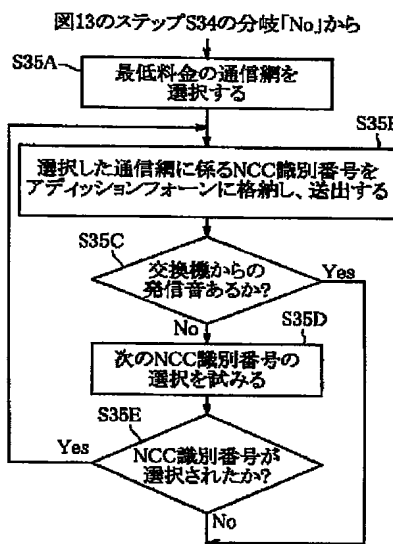 図13のステップS34の分岐「No」から
S35A
最低料金の通信網を
選択する
S35B
選択した通信網に係るNCC識別番号を
アディッションフォーンに格納し、送出する
S35C
交換機からの
発信音あるか?
Yes
No
S35D
次のNCC識別番号の
選択を試みる
S35E
Yes
NCC識別番号が
選択されたか?
No